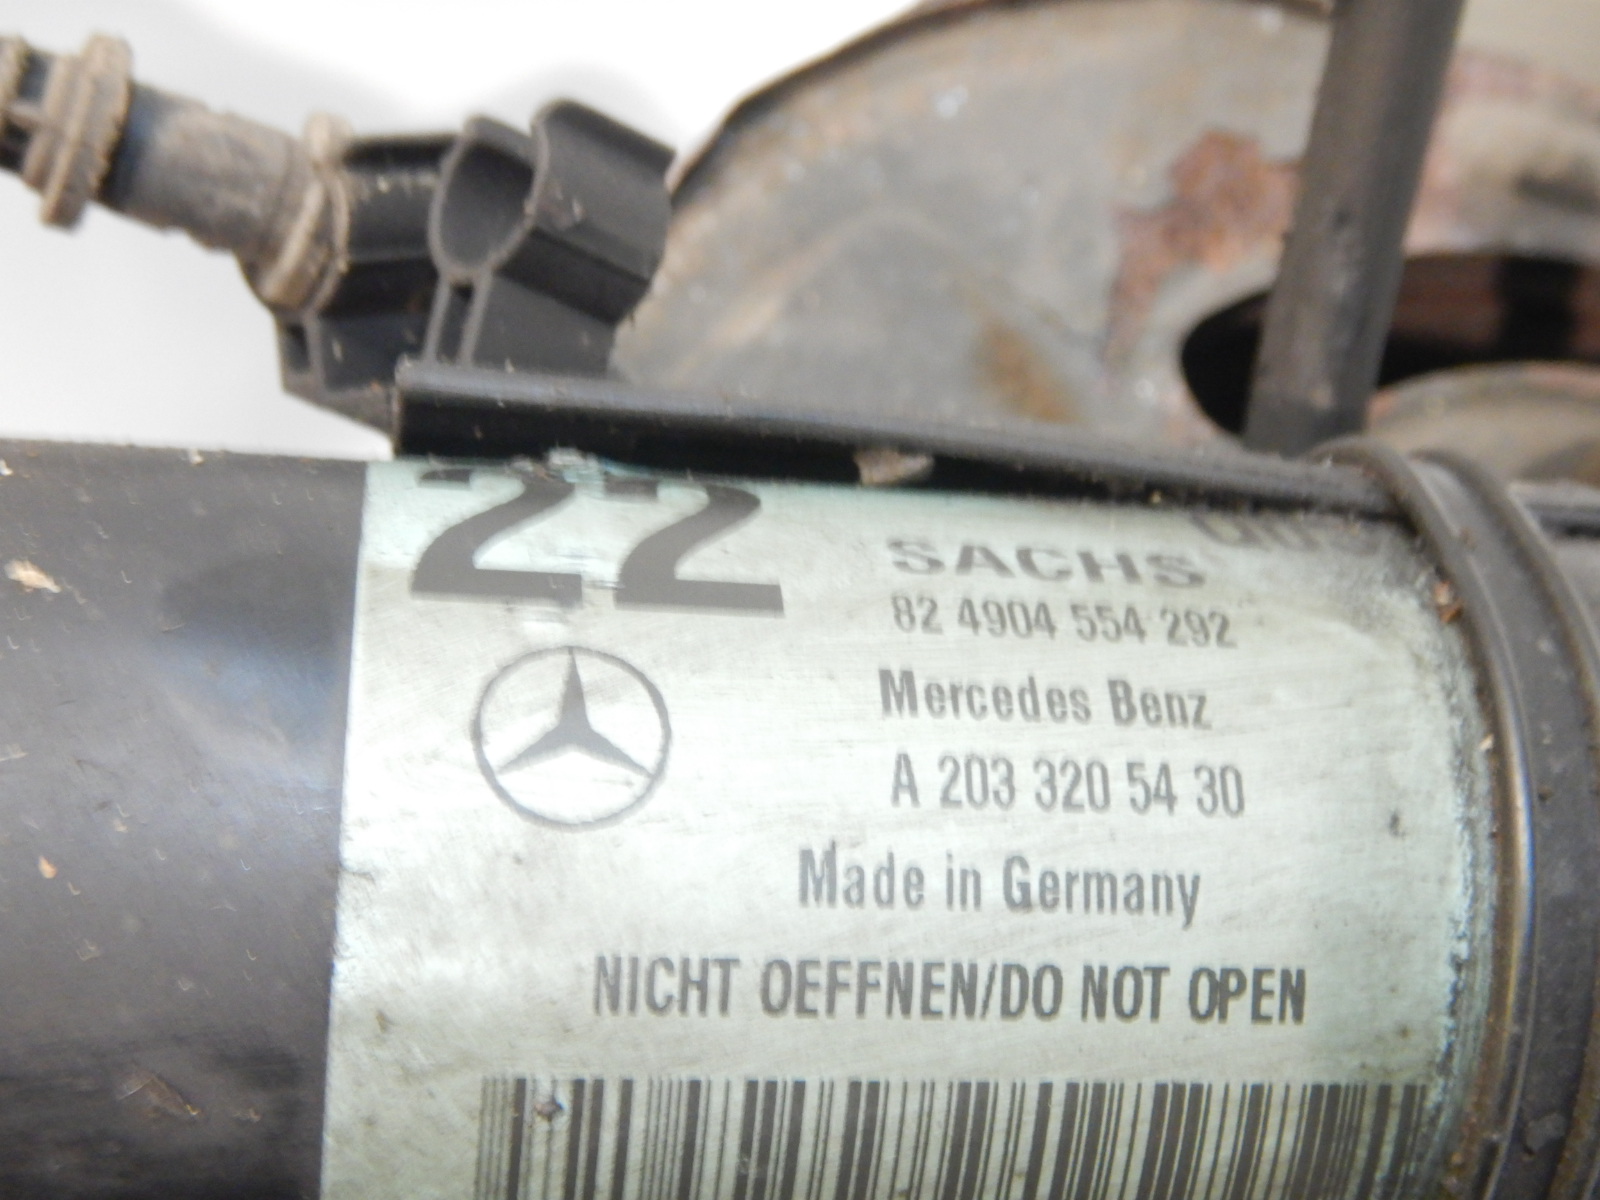 22
SACHS
82 4904 554 292
Mercedes Benz
A 203 320 54 30
Made in Germany
NICHT OEFFNEN/DO NOT OPEN